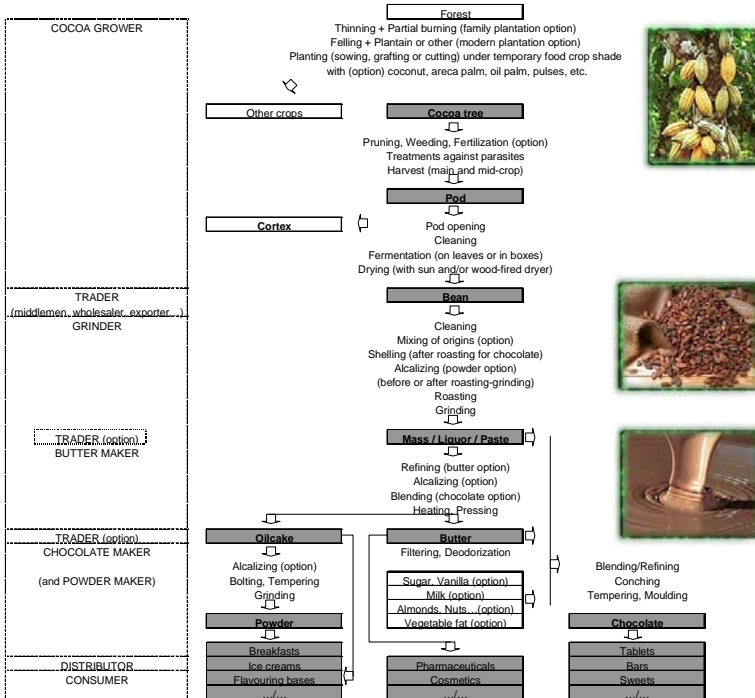 Forest
COCOA GROWER
Thinning + Partial burning (family plantation option)
Felling + Plantain or other (modern plantation option)
Planting (sowing, grafting or cutting) under temporary food crop shade
with (option) coconut, areca palm, oil palm, pulses, etc.
Other crops
Cocoa tree
Pruning, Weeding, Fertilization (option)
Treatments against parasites
Harvest (main and mid-crop)
Pod
Cortex
Pod opening
Cleaning
Fermentation (on leaves or in boxes)
Drying (with sun and/or wood-fired dryer)
TRADER
(middlemen, wholesaler, exporter...)
Bean
GRINDER
Cleaning
Mixing of origins (option)
Shelling (after roasting for chocolate)
Alcalizing (powder option)
(before or after roasting-grinding)
Roasting
Grinding
TRADER (option)
Mass / Liquor / Paste
BUTTER MAKER
Refining (butter option)
Alcalizing (option)
Blending (chocolate option)
Heating, Pressing
TRADER (option)
Oilcake
Butter
CHOCOLATE MAKER
(and POWDER MAKER)
Filtering, Deodorization
Alcalizing (option)
Bolting, Tempering
Grinding
Sugar, Vanilla (option)
Milk (option)
Almonds, Nuts...(option)
Vegetable fat (option)
Blending/Refining
Conching
Tempering, Moulding
Powder
Chocolate
Breakfasts
Ice creams
Flavouring bases
.../...
DISTRIBUTOR
CONSUMER
Pharmaceuticals
Cosmetics
.../...
Tablets
Bars
Sweets
.../...